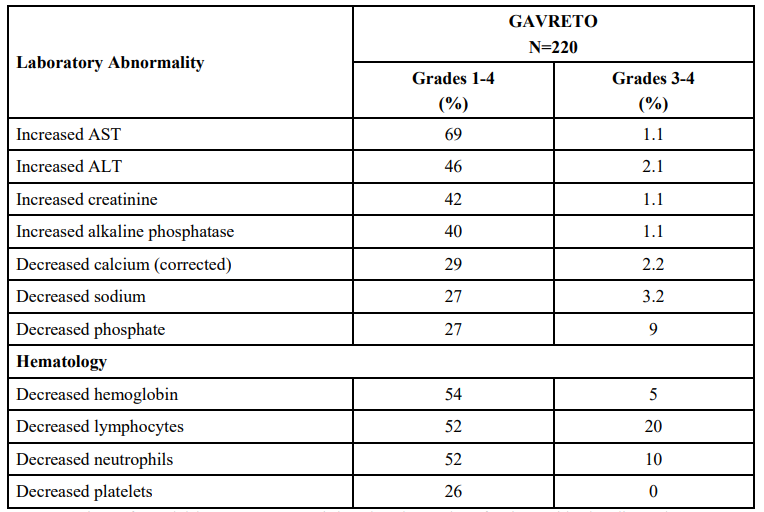 Laboratory Abnormality
GAVRETO
N=220
Grades 1-4
(%)
Grades 3-4
(%)
Increased AST 69 1.1
Increased ALT 46 2.1
Increased creatinine 42 1.1
Increased alkaline phosphatase 40 1.1
Decreased calcium (corrected) 29 2.2
Decreased sodium 27 3.2
Decreased phosphate 27 9
Hematology
Decreased hemoglobin 54 5
Decreased lymphocytes 52 20
Decreased neutrophils 52 10
Decreased platelets 26 0